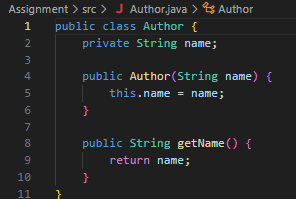 Assignment > src > J Author.java > Author
1 public class Author {
2     private String name;
3
4     public Author(String name) {
5         this.name = name;
6     }
7
8     public String getName() {
9         return name;
10     }
11 }